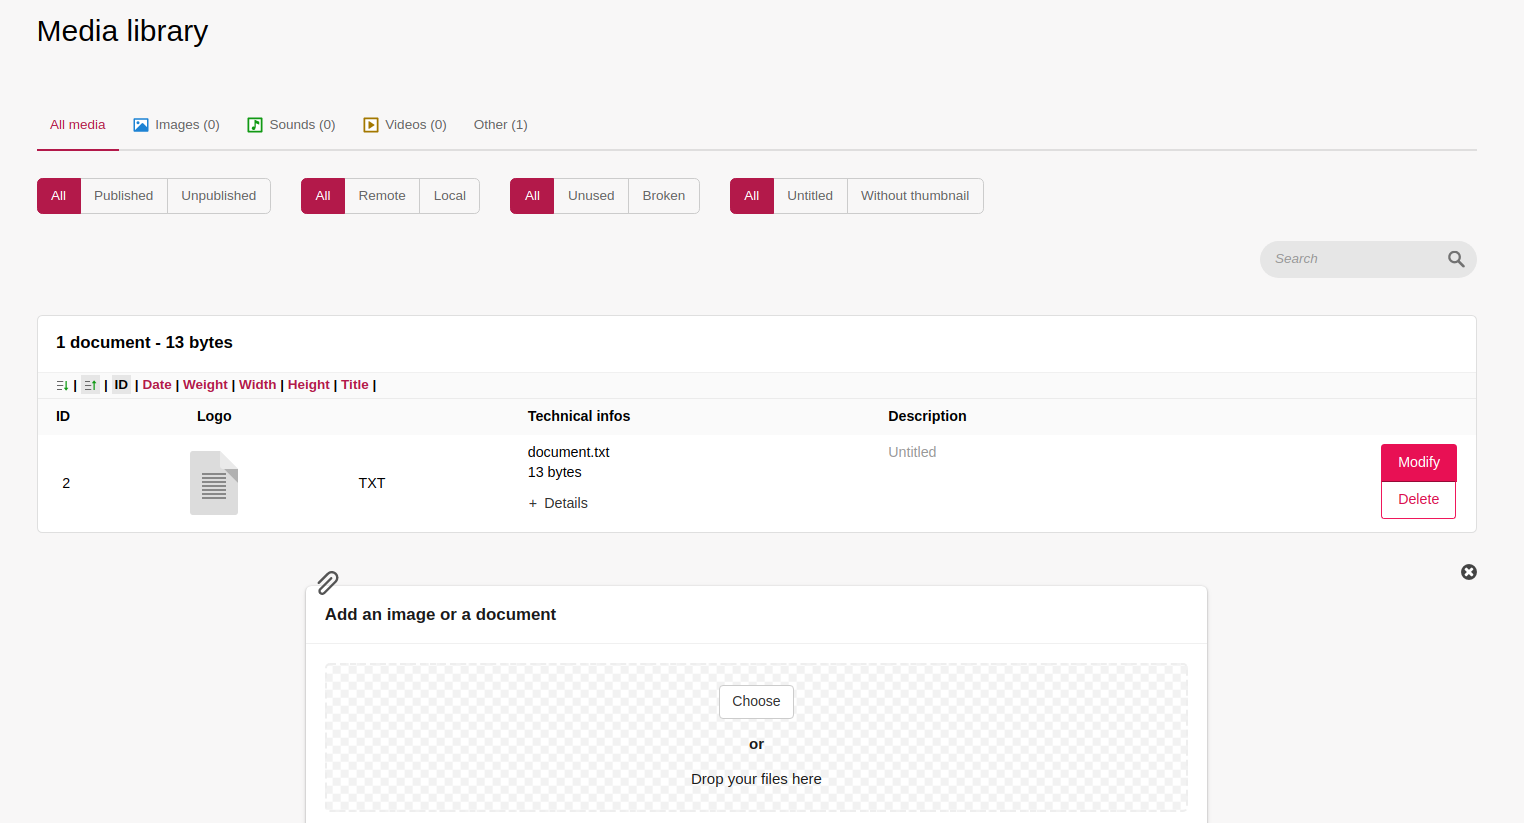 Media library
All media Images (0) Sounds (0) Videos (0) Other (1)
All Published Unpublished All Remote Local All Unused Broken All Untitled Without thumbnail
Search
1 document - 13 bytes
| | ID | Date | Weight | Width | Height | Title |
ID Logo Technical infos Description
2 TXT document.txt Untitled Modify
13 bytes
+ Details Delete
Add an image or a document
Choose
or
Drop your files here